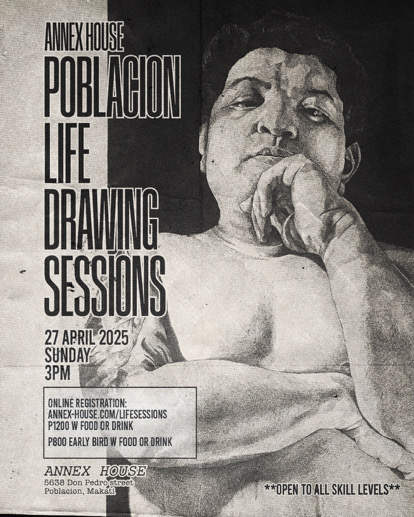 ANNEX HOUSE
POBLACION
LIFE
DRAWING
SESSIONS
27 APRIL 2025
SUNDAY
3PM
ONLINE REGISTRATION:
ANNEX-HOUSE.COM/LIFESESSIONS
P1200 W FOOD OR DRINK
P800 EARLY BIRD W FOOD OR DRINK
ANNEX HOUSE
5638 Don Pedro street
Poblacion, Makati
**OPEN TO ALL SKILL LEVELS**